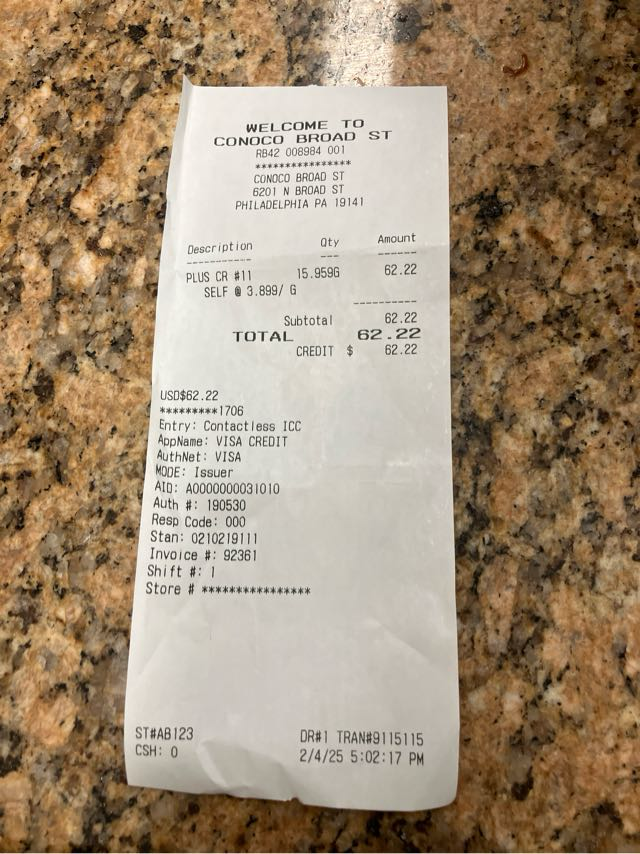 WELCOME TO
CONOCO BROAD ST
RB42 008984 001
****************
CONOCO BROAD ST
6201 N BROAD ST
PHILADELPHIA PA 19141
Description Qty Amount
----------- --- ------
PLUS CR #11 15.959G 62.22
SELF @ 3.899/ G
----------
Subtotal 62.22
TOTAL 62.22
CREDIT $ 62.22
USD$62.22
*********1706
Entry: Contactless ICC
AppName: VISA CREDIT
AuthNet: VISA
MODE: Issuer
AID: A0000000031010
Auth #: 190530
Resp Code: 000
Stan: 0210219111
Invoice #: 92361
Shift #: 1
Store # ****************
ST#AB123 DR#1 TRAN#9115115
CSH: 0 2/4/25 5:02:17 PM